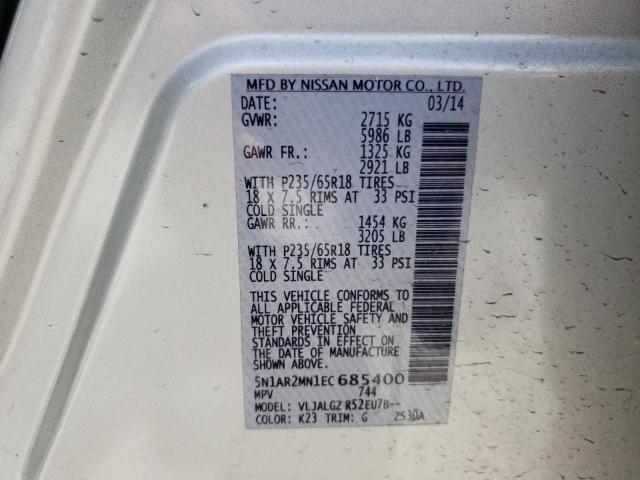 MFD BY NISSAN MOTOR CO., LTD.
DATE: 03/14
GVWR: 2715 KG
5986 LB
GAWR FR.: 1325 KG
2921 LB
WITH P235/65R18 TIRES
18 X 7.5 RIMS AT 33 PSI
COLD SINGLE
GAWR RR.: 1454 KG
3205 LB
WITH P235/65R18 TIRES
18 X 7.5 RIMS AT 33 PSI
COLD SINGLE
THIS VEHICLE CONFORMS TO
ALL APPLICABLE FEDERAL
MOTOR VEHICLE SAFETY AND
THEFT PREVENTION
STANDARDS IN EFFECT ON
THE DATE OF MANUFACTURE
SHOWN ABOVE.
5N1AR2MN1EC685400
MPV 744
MODEL: VLJALGZ R52EU7B--
COLOR: K23 TRIM: G ZS30A